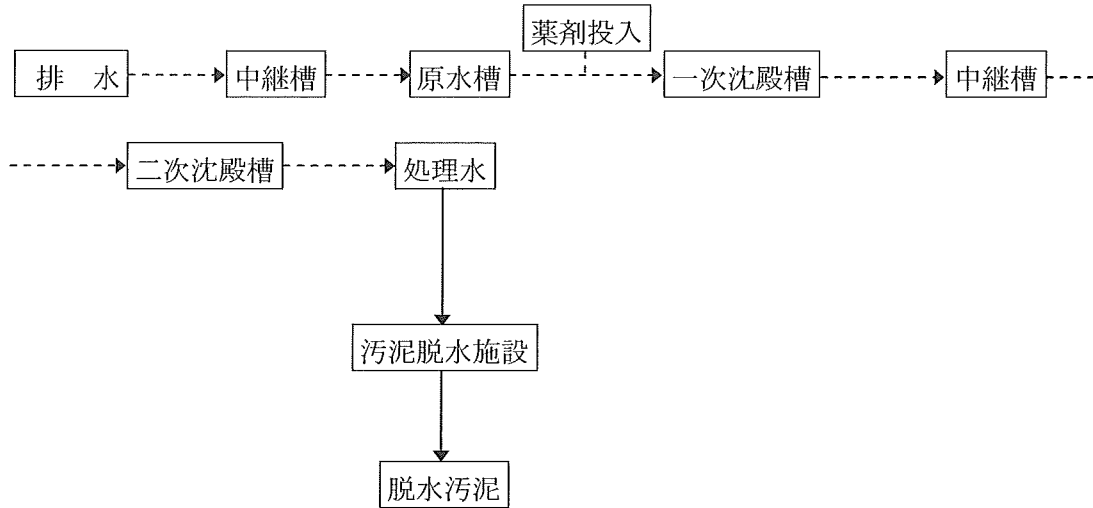 薬剤投入
排　水
中継槽
原水槽
一次沈殿槽
中継槽
二次沈殿槽
処理水
汚泥脱水施設
脱水汚泥